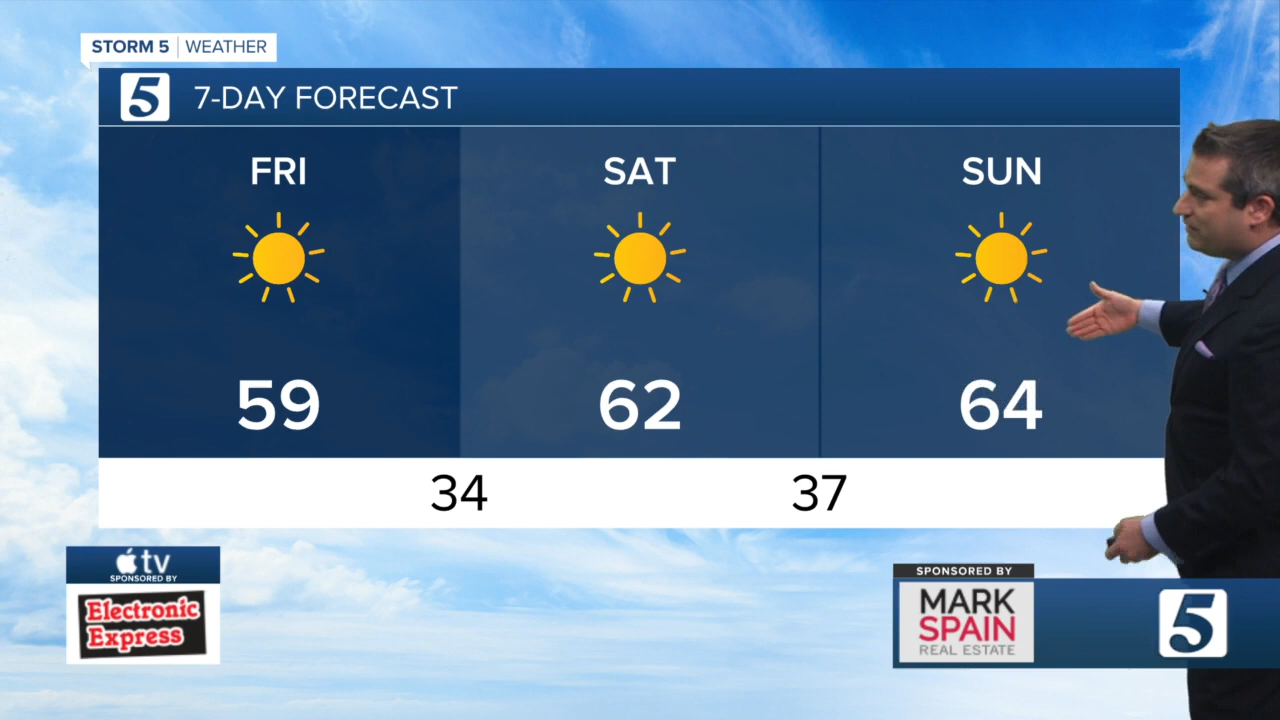 STORM 5 | WEATHER
5 7-DAY FORECAST
FRI SAT SUN
59 62 64
34 37
tv
SPONSORED BY
Electronic
Express
SPONSORED BY
MARK
SPAIN
REAL ESTATE
5